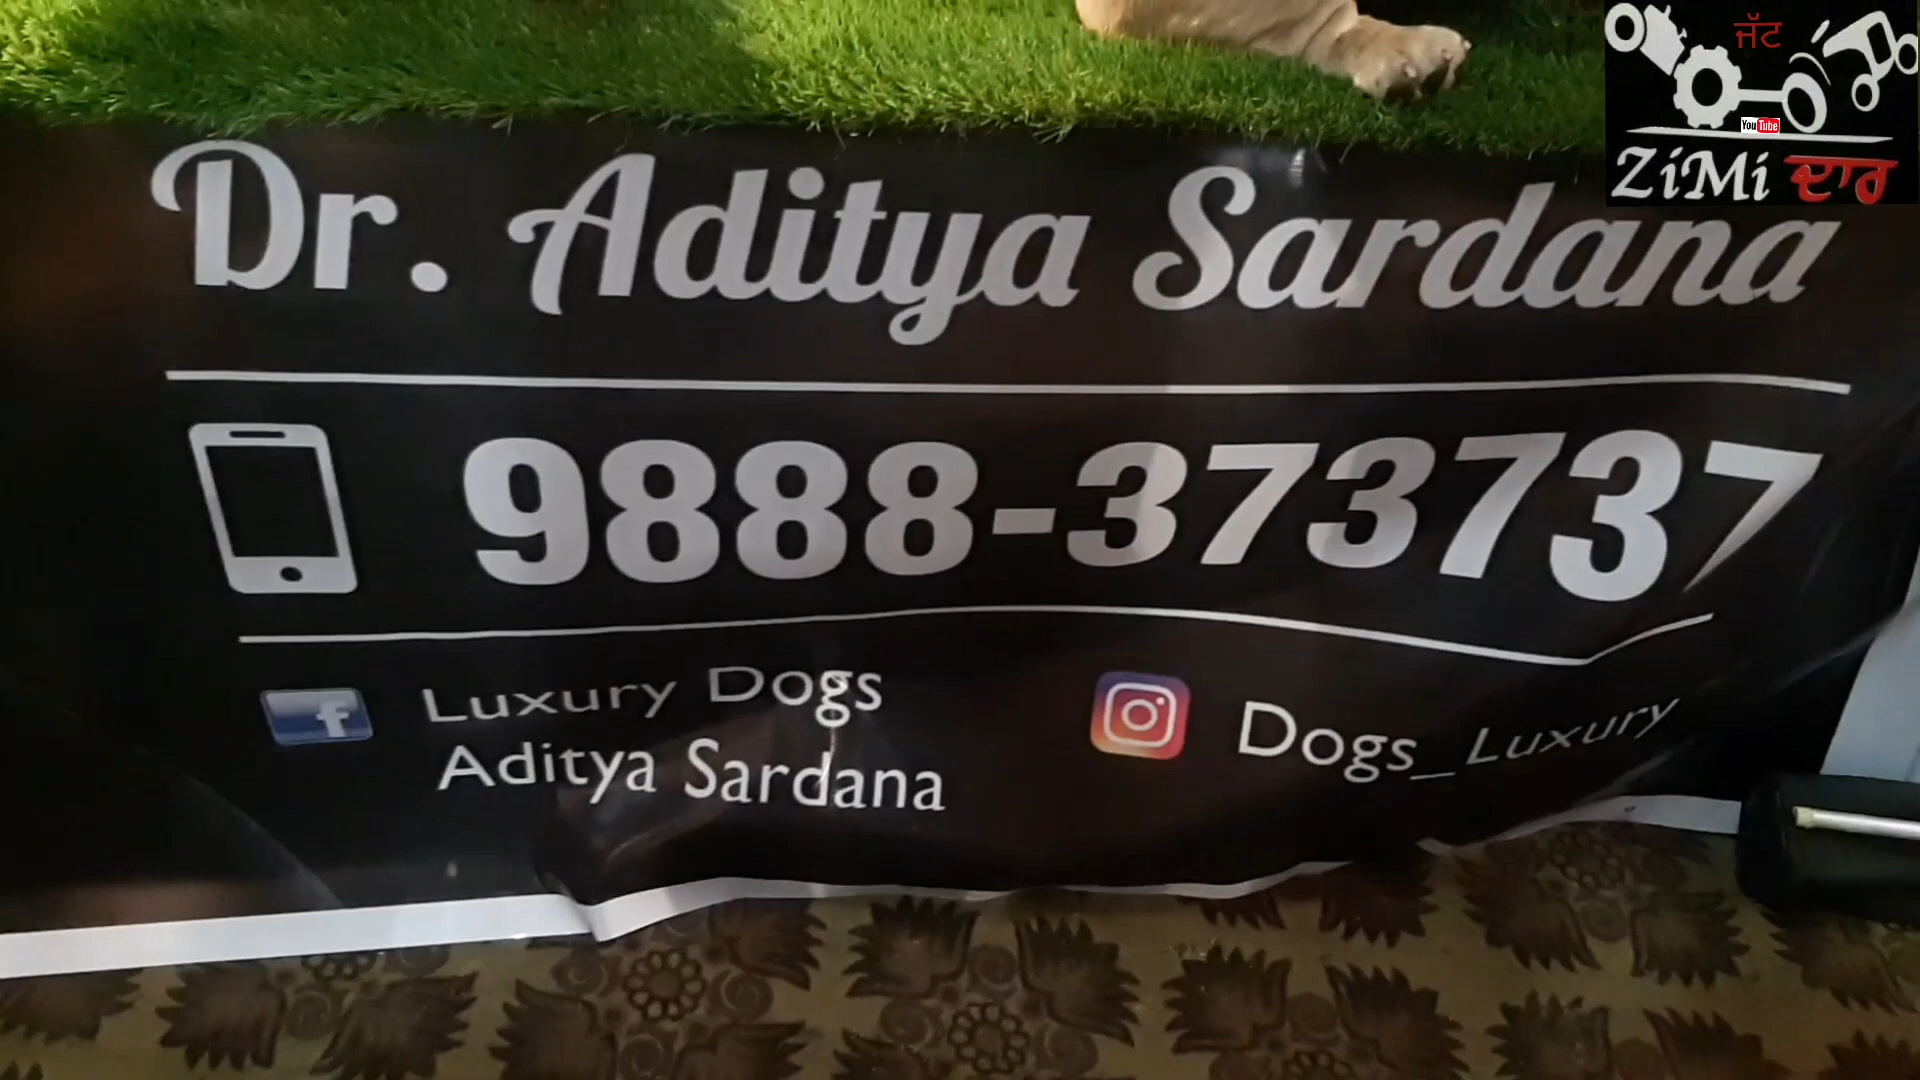 Dr. Aditya Sardana
9888-373737
Luxury Dogs
Aditya Sardana
Dogs_Luxury
ਜੱਟ
YouTube
ZiMi ਦਾਰ